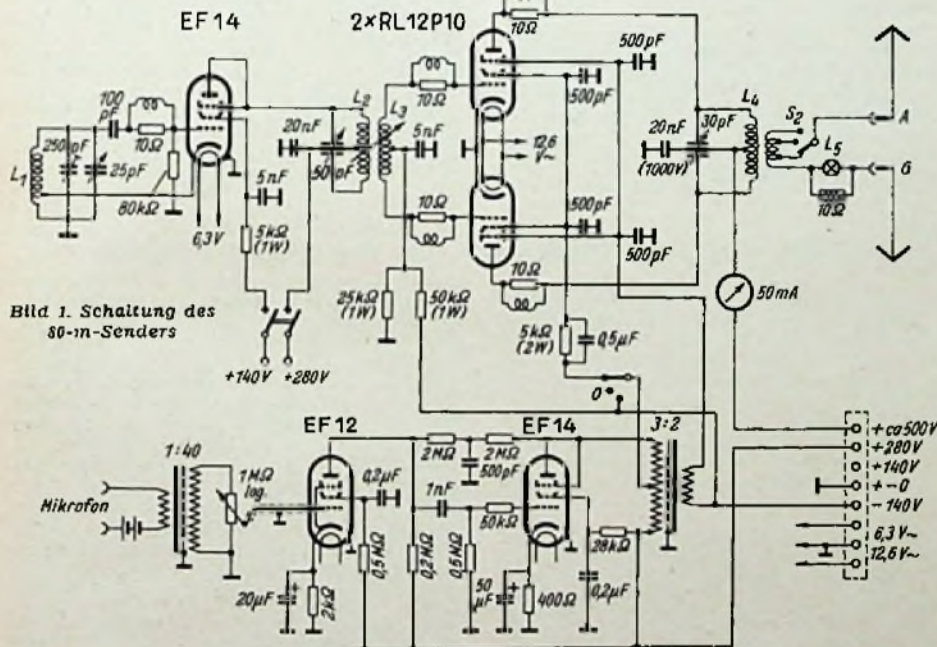 EF 14
2×RL12P10
10Ω
500pF
500pF
100 pF
250 pF
25pF
10Ω
80kΩ
L1
6,3V
5nF
5kΩ (1W)
20nF
50pF
L2
L3
10Ω
5nF
12,6 V~
10Ω
500pF
500pF
10Ω
20nF (1000V)
30pF
L4
S2
L5
10Ω
A
G
50mA
25kΩ (1W)
50kΩ (1W)
5kΩ (2W)
0,5µF
0
+140V +280V
Bild 1. Schaltung des
80-m-Senders
EF 12
EF 14
3:2
1:40
Mikrofon
1MΩ log.
0,2µF
2MΩ
2MΩ
500pF
1nF
50kΩ
28kΩ
20µF
2kΩ
0,5MΩ
0,2MΩ
0,5MΩ
50 µF
400Ω
0,2µF
+ca 500V
+280V
+140V
+-0
-140V
6,3V~
12,6V~